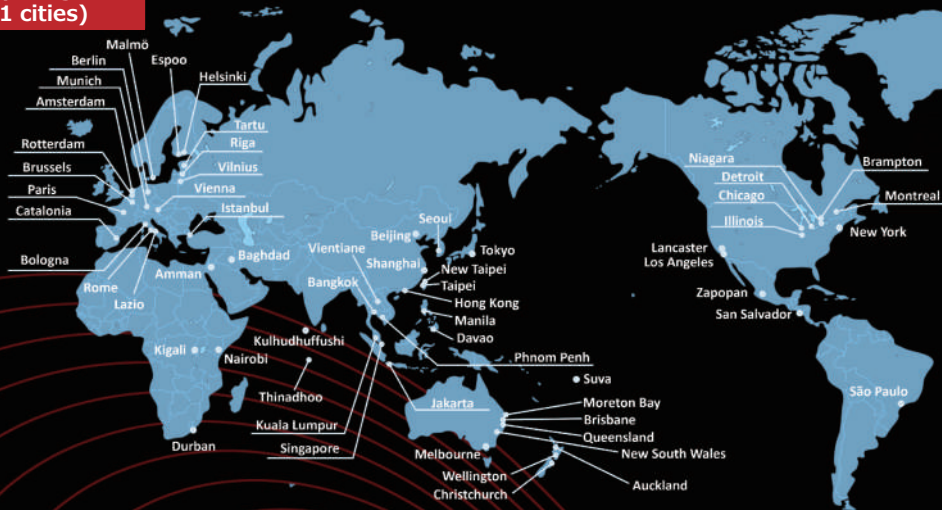 1 cities)
Malmö
Berlin
Espoo
Munich
Helsinki
Amsterdam
Tartu
Rotterdam
Riga
Brussels
Vilnius
Paris
Vienna
Catalonia
Istanbul
Bologna
Rome
Lazio
Amman
Baghdad
Kigali
Nairobi
Durban
Kulhudhuffushi
Thinadhoo
Seoul
Beijing
Tokyo
Vientiane
Shanghai
New Taipei
Bangkok
Taipei
Hong Kong
Manila
Davao
Phnom Penh
Jakarta
Kuala Lumpur
Singapore
Suva
Moreton Bay
Brisbane
Queensland
New South Wales
Melbourne
Wellington
Christchurch
Auckland
Niagara
Brampton
Detroit
Chicago
Montreal
Illinois
New York
Lancaster
Los Angeles
Zapopan
San Salvador
São Paulo